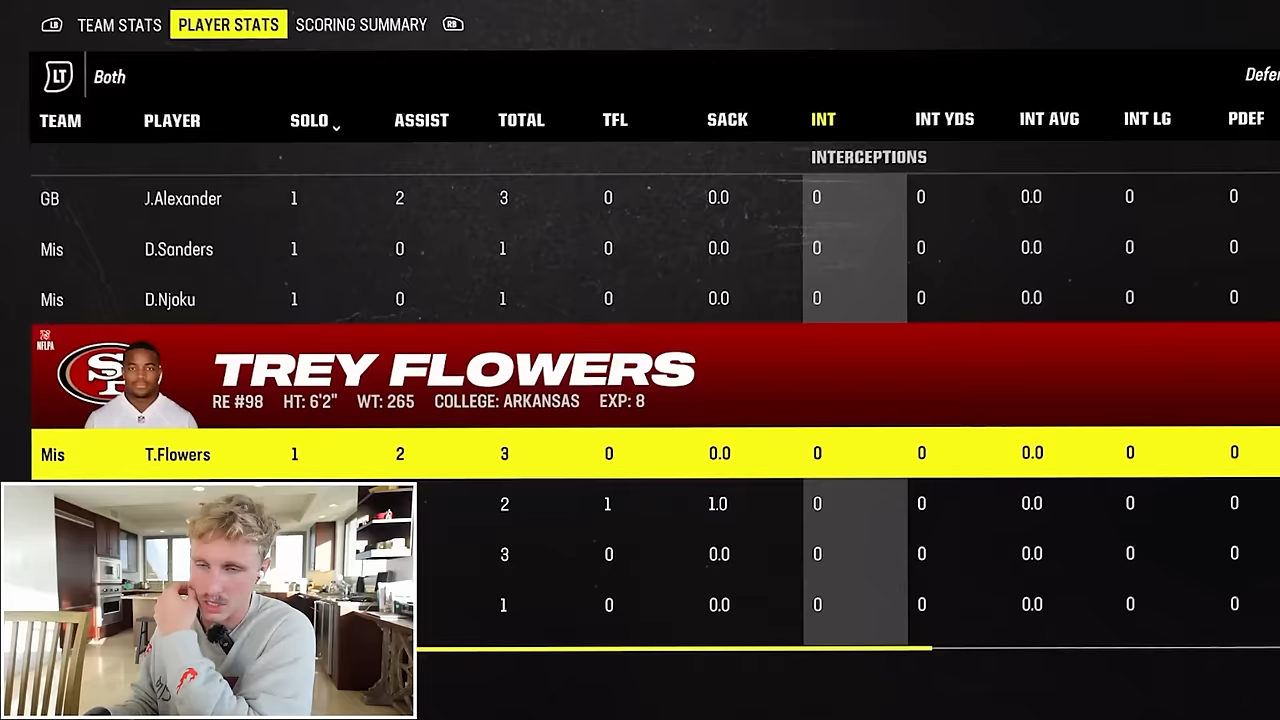 LB TEAM STATS PLAYER STATS SCORING SUMMARY RB
LT Both Defen
TEAM PLAYER SOLO ASSIST TOTAL TFL SACK INT INT YDS INT AVG INT LG PDEF
INTERCEPTIONS
GB J.Alexander 1 2 3 0 0.0 0 0 0.0 0 0
Mis D.Sanders 1 0 1 0 0.0 0 0 0.0 0 0
Mis D.Njoku 1 0 1 0 0.0 0 0 0.0 0 0
NFLPA
SF TREY FLOWERS
RE #98 HT: 6'2" WT: 265 COLLEGE: ARKANSAS EXP: 8
Mis T.Flowers 1 2 3 0 0.0 0 0 0.0 0 0
2 1 1.0 0 0 0.0 0 0
3 0 0.0 0 0 0.0 0 0
1 0 0.0 0 0 0.0 0 0